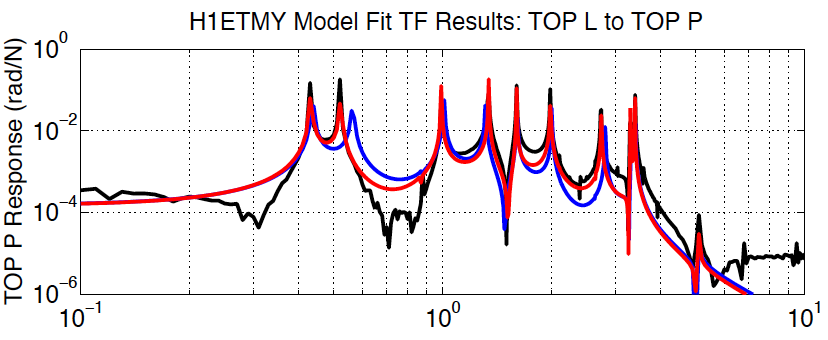 H1ETMY Model Fit TF Results: TOP L to TOP P
TOP P Response (rad/N)
10^0
10^-2
10^-4
10^-6
10^-1 10^0 10^1